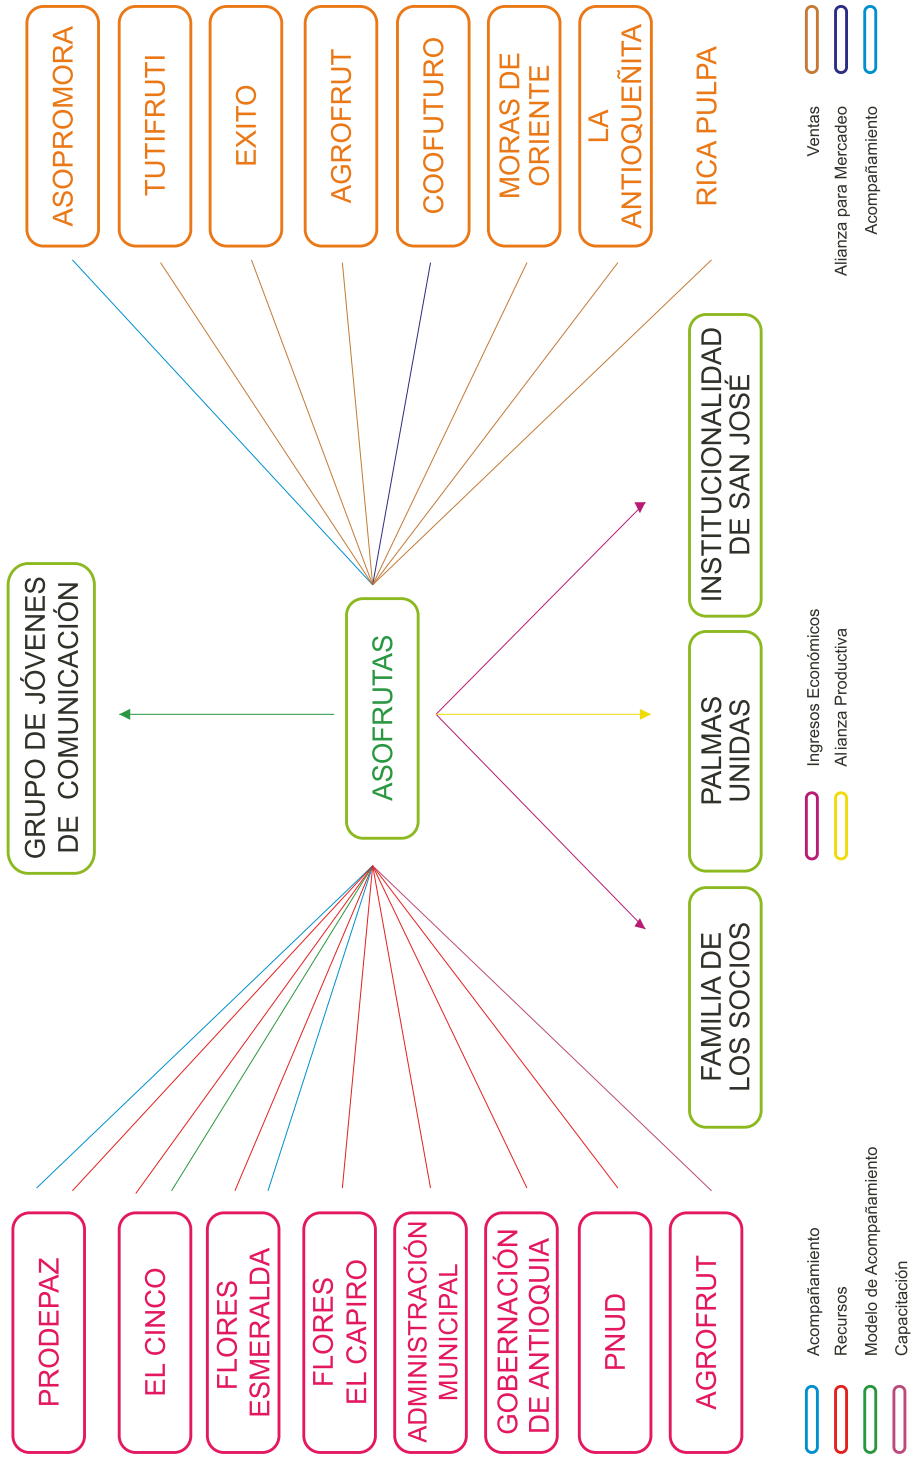 GRUPO DE JÓVENES
DE COMUNICACIÓN
PRODEPAZ
EL CINCO
FLORES
ESMERALDA
FLORES
EL CAPIRO
ADMINISTRACIÓN
MUNICIPAL
GOBERNACIÓN
DE ANTIOQUIA
PNUD
AGROFRUT
ASOFRUTAS
ASOPROMORA
TUTIFRUTI
EXITO
AGROFRUT
COOFUTURO
MORAS DE
ORIENTE
LA
ANTIOQUEÑITA
RICA PULPA
FAMILIA DE
LOS SOCIOS
PALMAS
UNIDAS
INSTITUCIONALIDAD
DE SAN JOSÉ
Acompañamiento
Recursos
Modelo de Acompañamiento
Capacitación
Ingresos Económicos
Alianza Productiva
Ventas
Alianza para Mercadeo
Acompañamiento